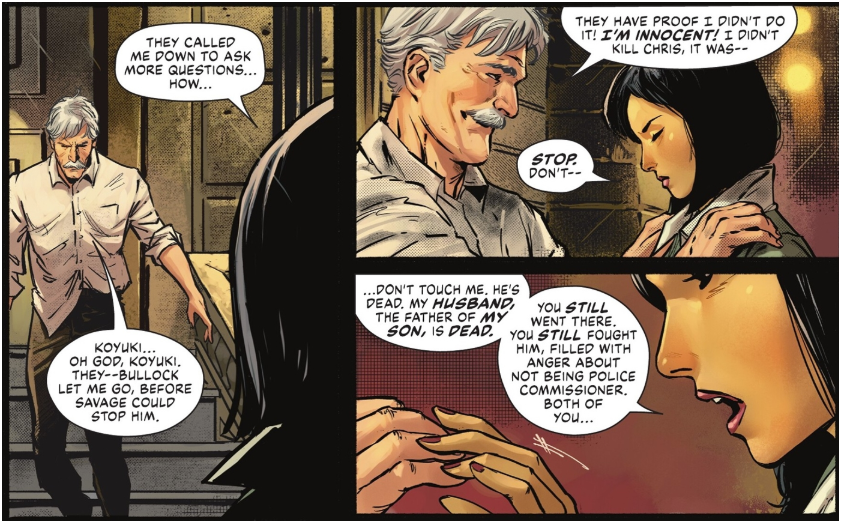 THEY CALLED
ME DOWN TO ASK
MORE QUESTIONS...
HOW...
KOYUKI...
OH GOD, KOYUKI.
THEY--BULLOCK
LET ME GO, BEFORE
SAVAGE COULD
STOP HIM.
THEY HAVE PROOF I DIDN'T DO
IT! I'M INNOCENT! I DIDN'T
KILL CHRIS, IT WAS--
STOP.
DON'T--
...DON'T TOUCH ME. HE'S
DEAD. MY HUSBAND,
THE FATHER OF MY
SON, IS DEAD.
YOU STILL
WENT THERE.
YOU STILL FOUGHT
HIM, FILLED WITH
ANGER ABOUT
NOT BEING POLICE
COMMISSIONER.
BOTH OF
YOU...